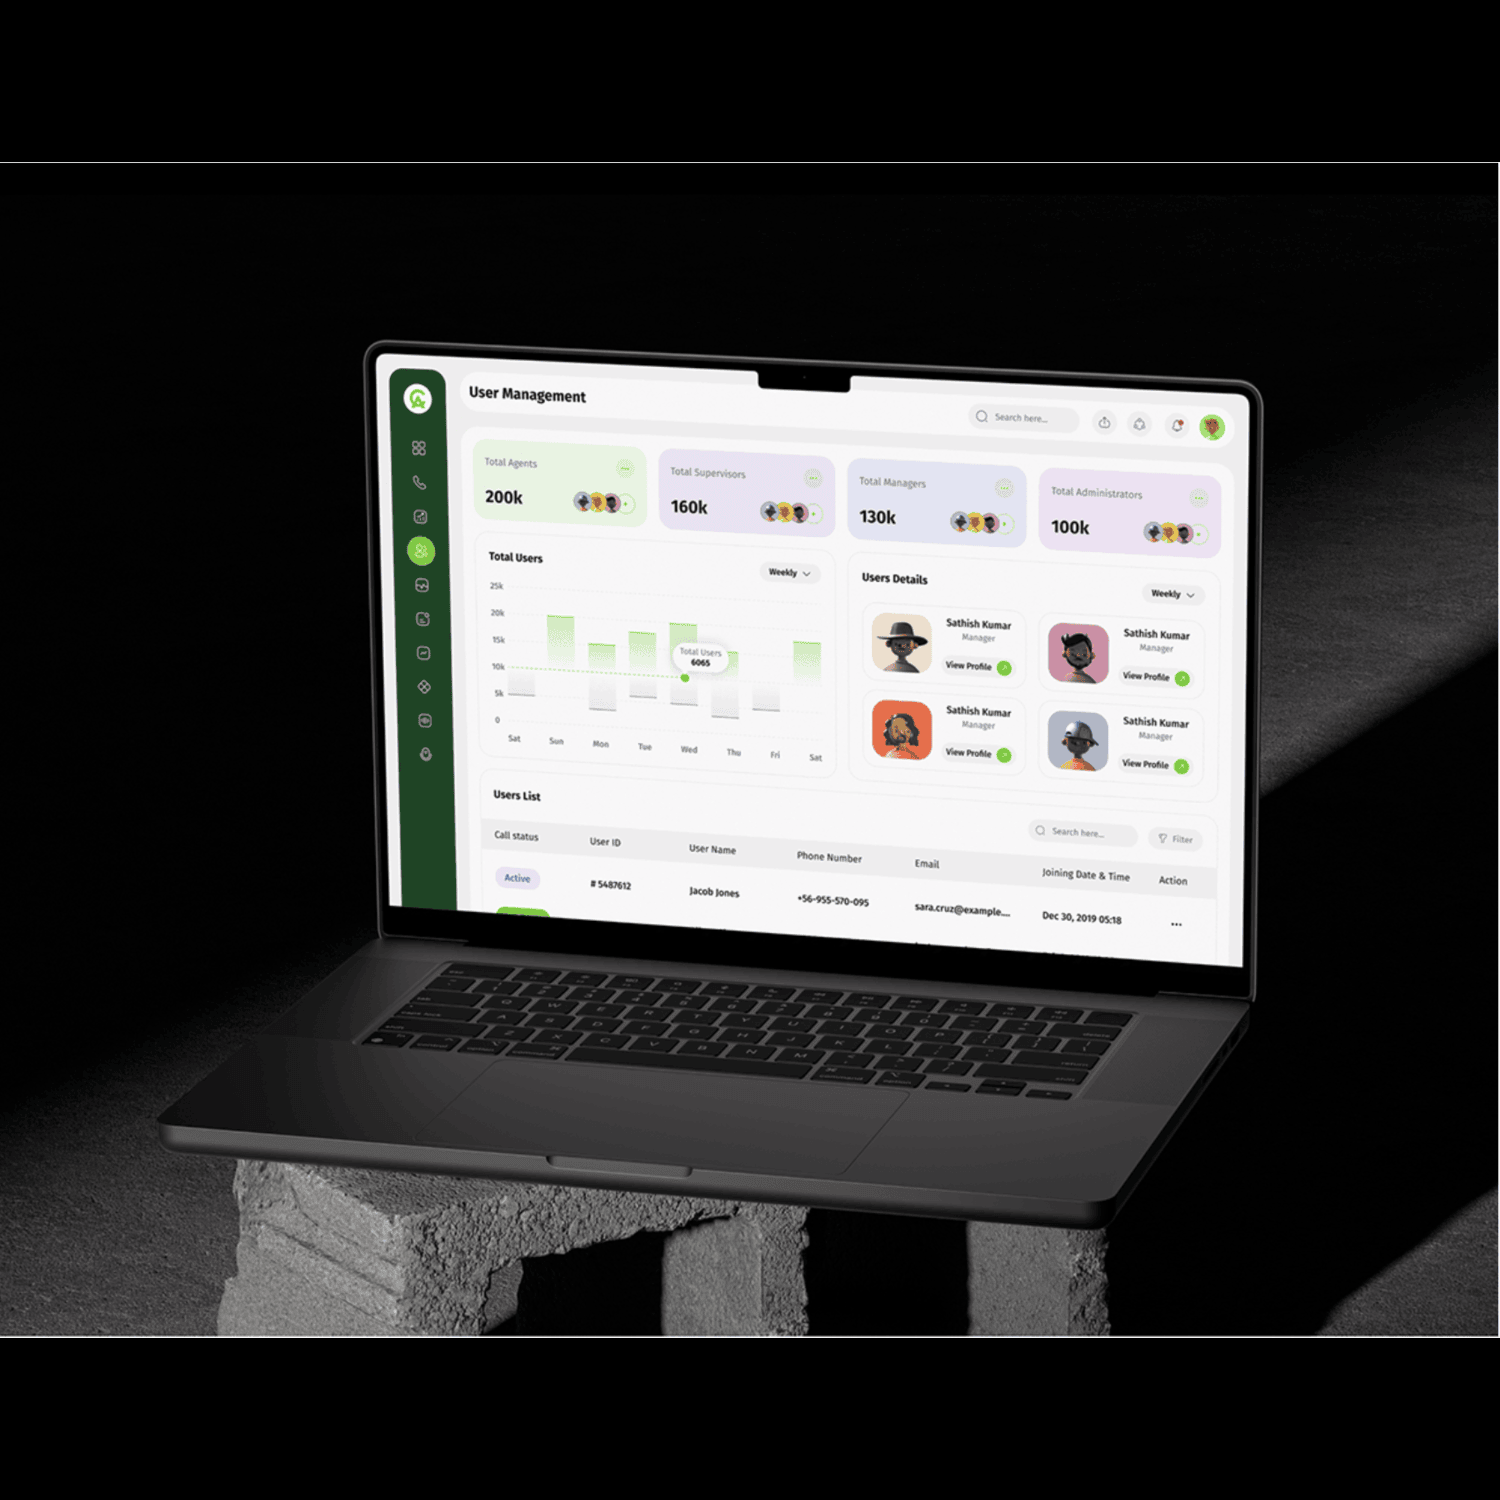 User Management
Search here...
Total Agents
200k
Total Supervisors
160k
Total Managers
130k
Total Administrators
100k
Total Users
Weekly
25k
20k
15k
10k
5k
0
Total Users
6065
Sat Sun Mon Tue Wed Thu Fri Sat
Users Details
Weekly
Sathish Kumar
Manager
View Profile
Sathish Kumar
Manager
View Profile
Sathish Kumar
Manager
View Profile
Sathish Kumar
Manager
View Profile
Users List
Search here...
Filter
Call status User ID User Name Phone Number Email Joining Date & Time Action
Active # 5487612 Jacob Jones +56-955-570-095 sara.cruz@example.... Dec 30, 2019 05:18 ...